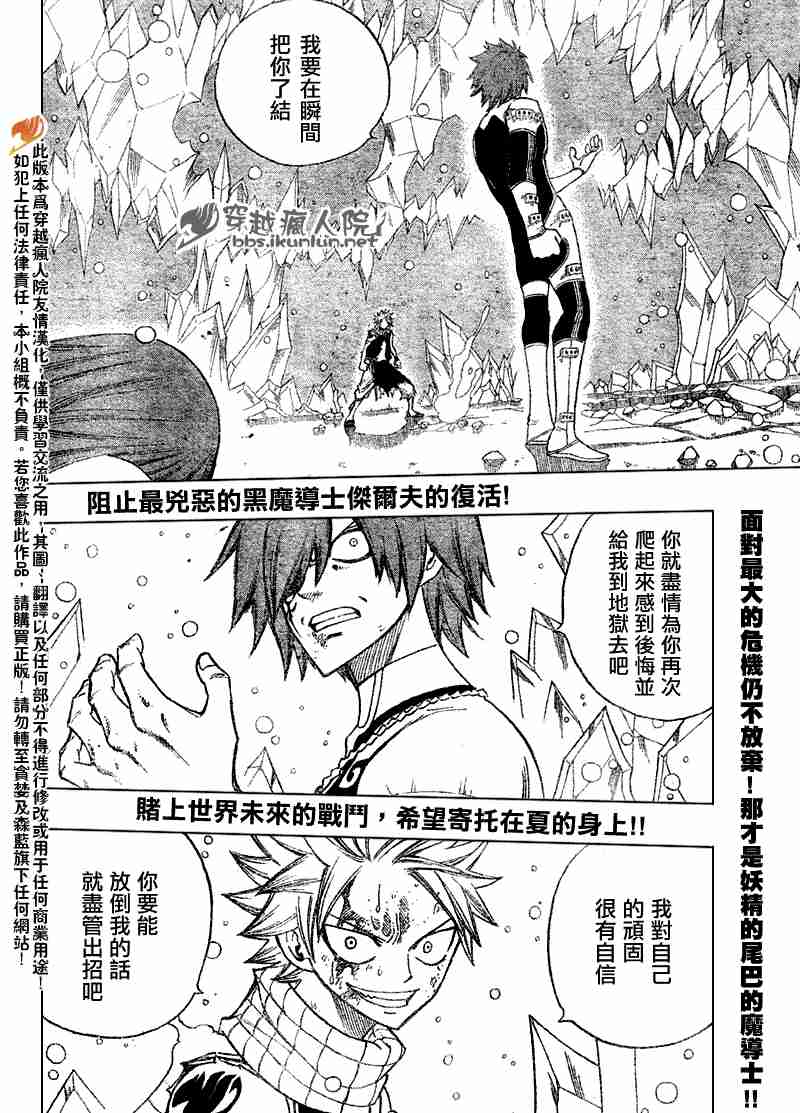 我要在瞬間
把你了結
穿越瘋人院
bbs.ikunlun.net
阻止最兇惡的黑魔導士傑爾夫的復活!
你就盡情為你再次
爬起來感到後悔並
給我到地獄去吧
賭上世界未來的戰鬥，希望寄托在夏的身上!!
我對自己
的頑固
很有自信
你要能
放倒我的話
就盡管出招吧
面對最大的危機仍不放棄！那才是妖精的尾巴的魔導士!!
此版本爲穿越瘋人院友情漢化，僅供學習交流之用，其圖、翻譯以及任何部分不得進行修改或用于任何商業用途！
如犯上任何法律責任，本小組概不負責。若您喜歡此作品，請購買正版！請勿轉至貪婪及森藍旗下任何網站！